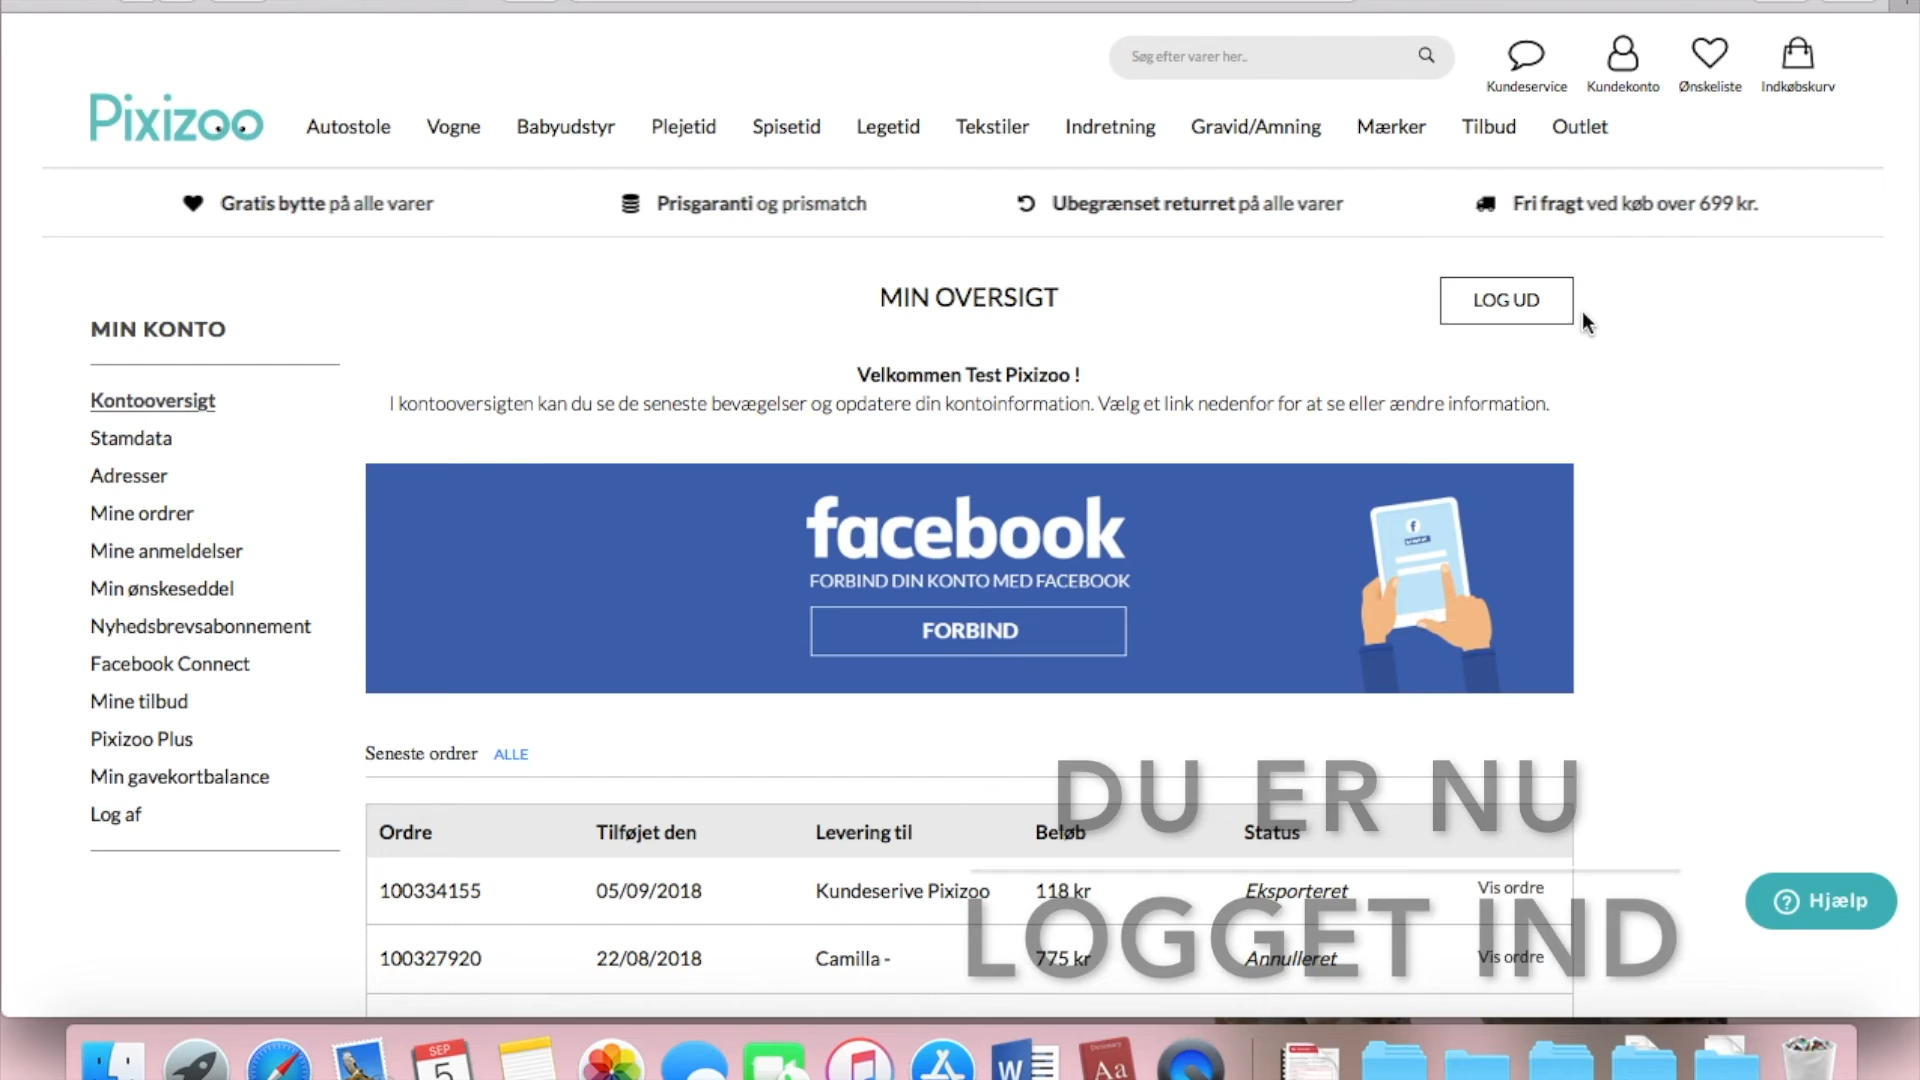 Søg efter varer her..
Kundeservice Kundekonto Ønskeliste Indkøbskurv
Pixizoo
Autostole Vogne Babyudstyr Plejetid Spisetid Legetid Tekstiler Indretning Gravid/Amning Mærker Tilbud Outlet
Gratis bytte på alle varer Prisgaranti og prismatch Ubegrænset returret på alle varer Fri fragt ved køb over 699 kr.
MIN OVERSIGT
LOG UD
MIN KONTO
Kontooversigt
Stamdata
Adresser
Mine ordrer
Mine anmeldelser
Min ønskeseddel
Nyhedsbrevsabonnement
Facebook Connect
Mine tilbud
Pixizoo Plus
Min gavekortbalance
Log af
Velkommen Test Pixizoo !
I kontooversigten kan du se de seneste bevægelser og opdatere din kontoinformation. Vælg et link nedenfor for at se eller ændre information.
facebook
FORBIND DIN KONTO MED FACEBOOK
FORBIND
Seneste ordrer ALLE
Ordre Tilføjet den Levering til Beløb Status
100334155 05/09/2018 Kundeserive Pixizoo 118 kr Eksporteret Vis ordre
100327920 22/08/2018 Camilla - 775 kr Annulleret Vis ordre
DU ER NU
LOGGET IND
Hjælp
SEP
5
W
Dictionary
Aa